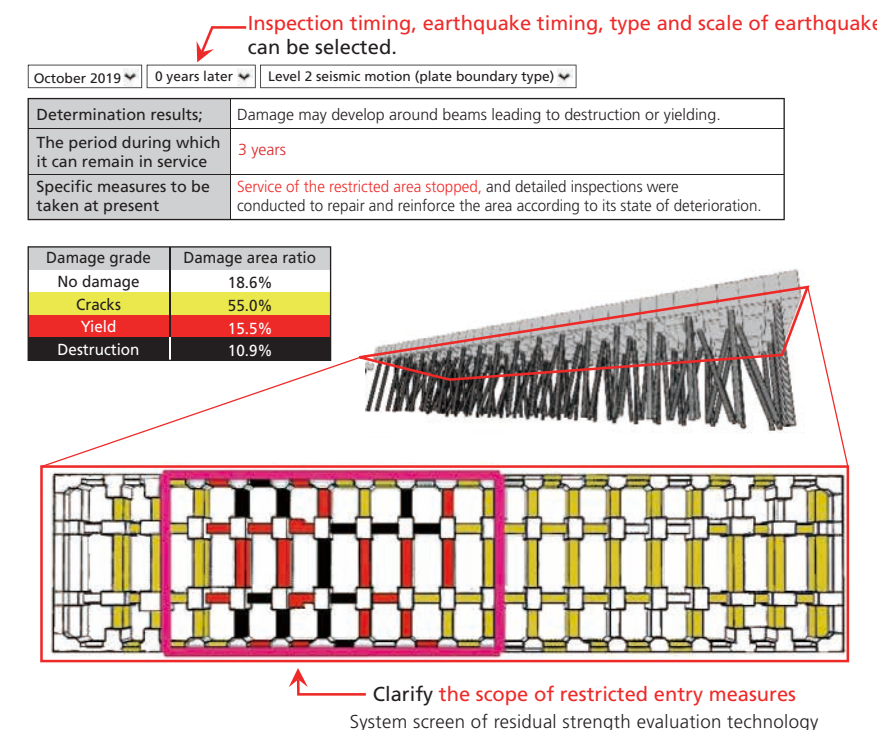 Inspection timing, earthquake timing, type and scale of earthquake
can be selected.
October 2019 0 years later Level 2 seismic motion (plate boundary type)
Determination results; Damage may develop around beams leading to destruction or yielding.
The period during which
it can remain in service
3 years
Specific measures to be
taken at present
Service of the restricted area stopped, and detailed inspections were
conducted to repair and reinforce the area according to its state of deterioration.
Damage grade Damage area ratio
No damage 18.6%
Cracks 55.0%
Yield 15.5%
Destruction 10.9%
Clarify the scope of restricted entry measures
System screen of residual strength evaluation technology